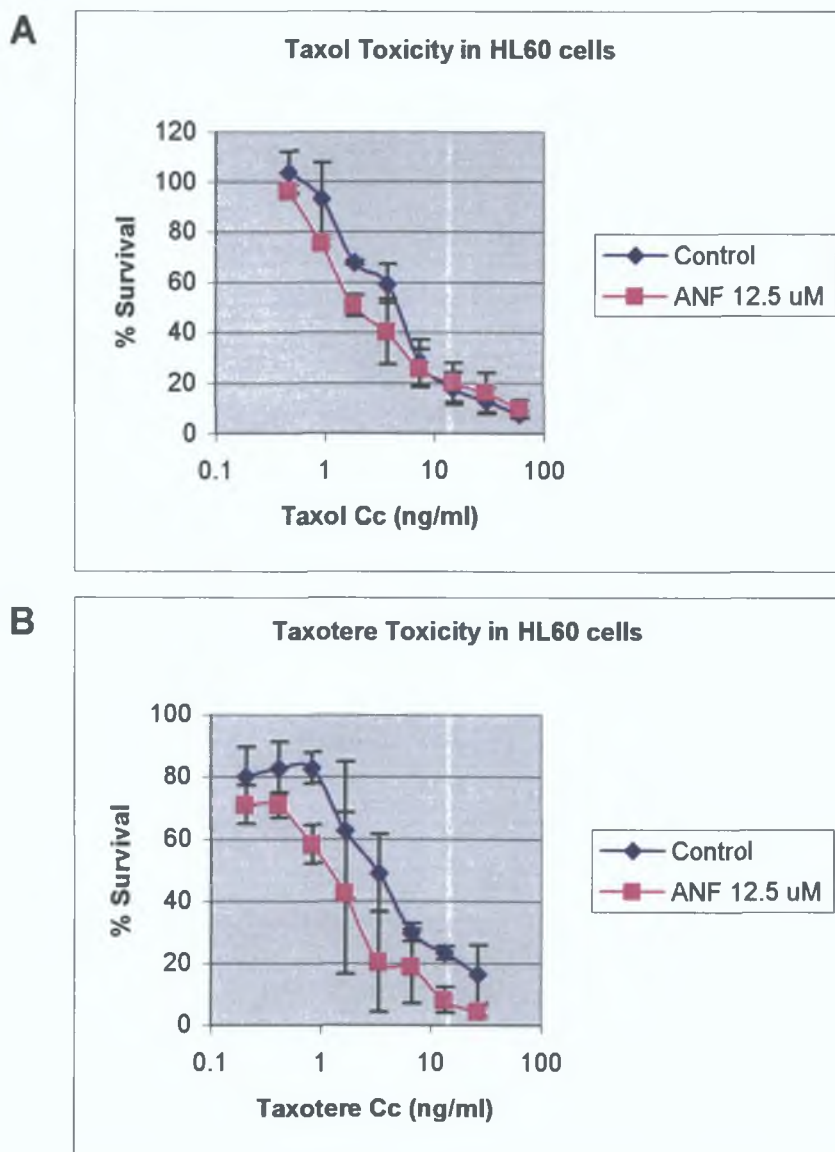 A
Taxol Toxicity in HL60 cells
120
100
80
60
40
20
0
% Survival
0.1 1 10 100
Taxol Cc (ng/ml)
Control
ANF 12.5 uM
B
Taxotere Toxicity in HL60 cells
100
80
60
40
20
0
% Survival
0.1 1 10 100
Taxotere Cc (ng/ml)
Control
ANF 12.5 uM